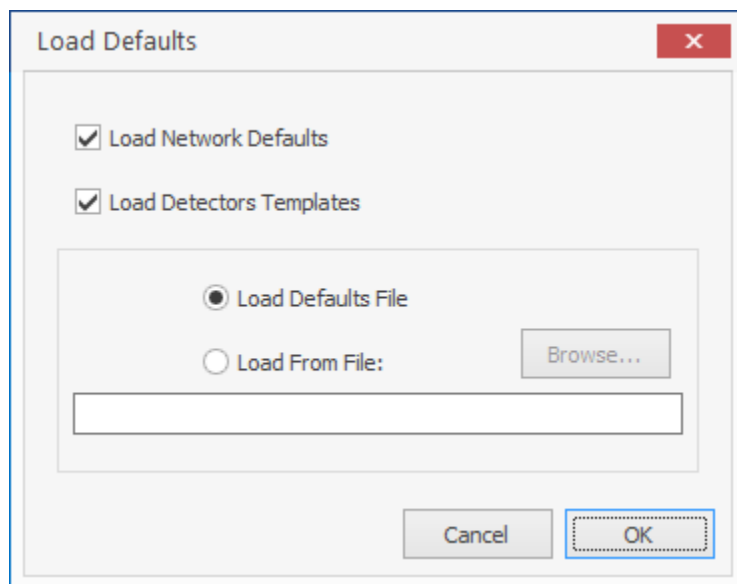 Load Defaults
Load Network Defaults
Load Detectors Templates
Load Defaults File
Load From File:
Browse...
Cancel
OK